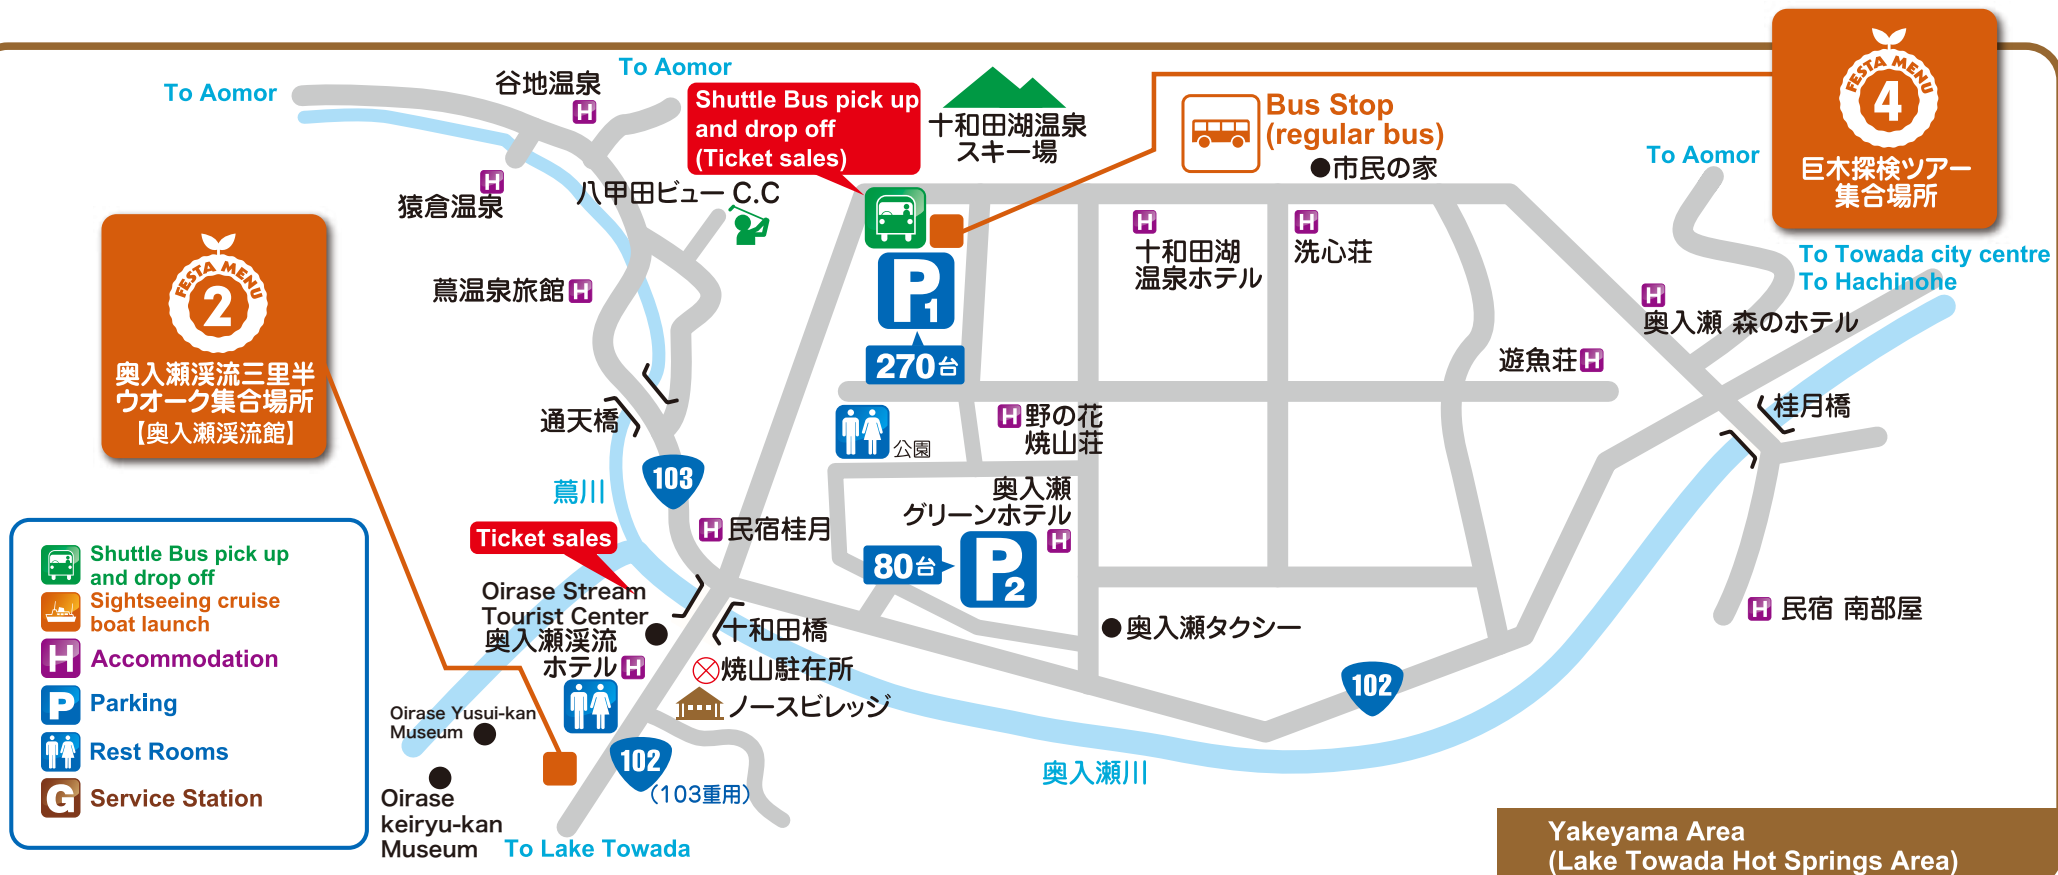 To Aomor
谷地温泉
H
To Aomor
Shuttle Bus pick up
and drop off
(Ticket sales)
十和田湖温泉
スキー場
Bus Stop
(regular bus)
●市民の家
To Aomor
FESTA MENU
4
巨木探検ツアー
集合場所
H
猿倉温泉
八甲田ビュー C.C
FESTA MENU
2
奥入瀬渓流三里半
ウオーク集合場所
【奥入瀬渓流館】
蔦温泉旅館 H
P1
270台
H
十和田湖
温泉ホテル
H
洗心荘
To Towada city centre
To Hachinohe
H
奥入瀬 森のホテル
遊魚荘 H
通天橋
公園
H 野の花
焼山荘
桂月橋
103
蔦川
Ticket sales
H 民宿桂月
奥入瀬
グリーンホテル
H
80台
P2
Oirase Stream
Tourist Center
奥入瀬渓流
ホテル H
十和田橋
焼山駐在所
ノースビレッジ
●奥入瀬タクシー
H 民宿 南部屋
102
Oirase Yusui-kan
Museum
Oirase
keiryu-kan
Museum
102
(103重用)
To Lake Towada
奥入瀬川
Shuttle Bus pick up
and drop off
Sightseeing cruise
boat launch
H Accommodation
P Parking
Rest Rooms
G Service Station
Yakeyama Area
(Lake Towada Hot Springs Area)